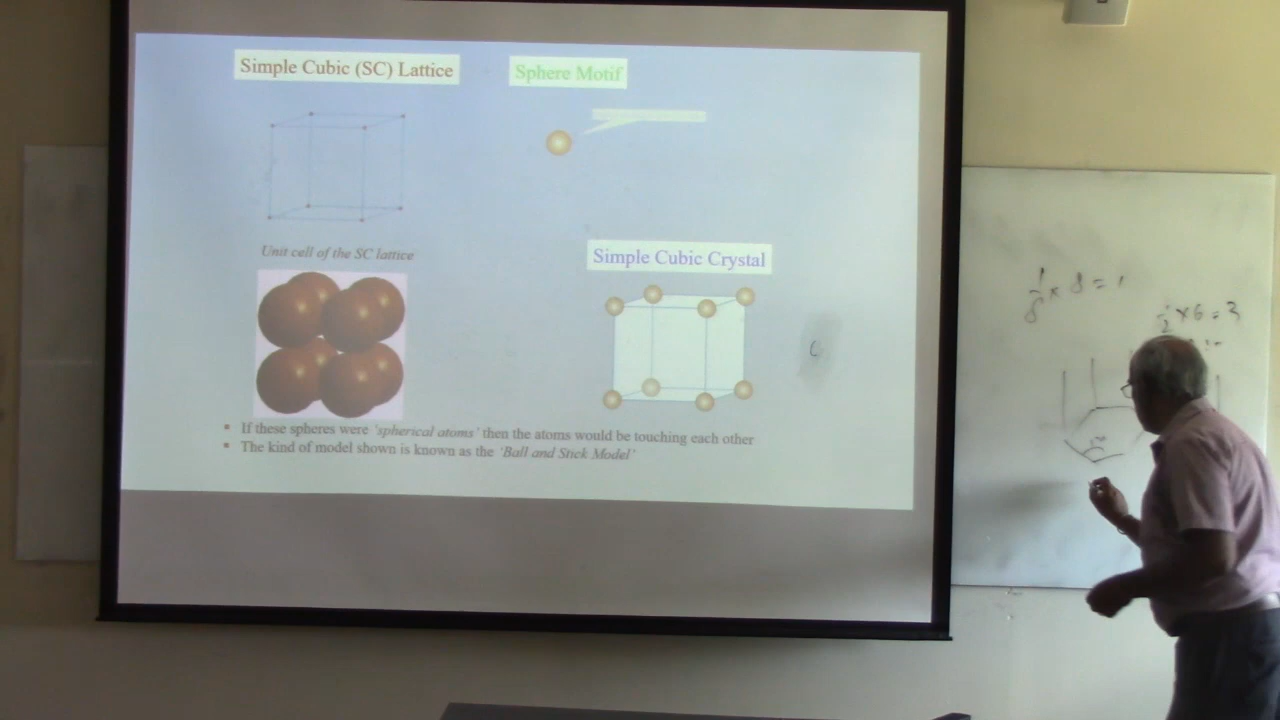 Simple Cubic (SC) Lattice
Sphere Motif
Unit cell of the SC lattice
Simple Cubic Crystal
▪ If these spheres were 'spherical atoms' then the atoms would be touching each other
▪ The kind of model shown is known as the 'Ball and Stick Model'
1/8 × 8 = 1
1/2 × 6 = 3